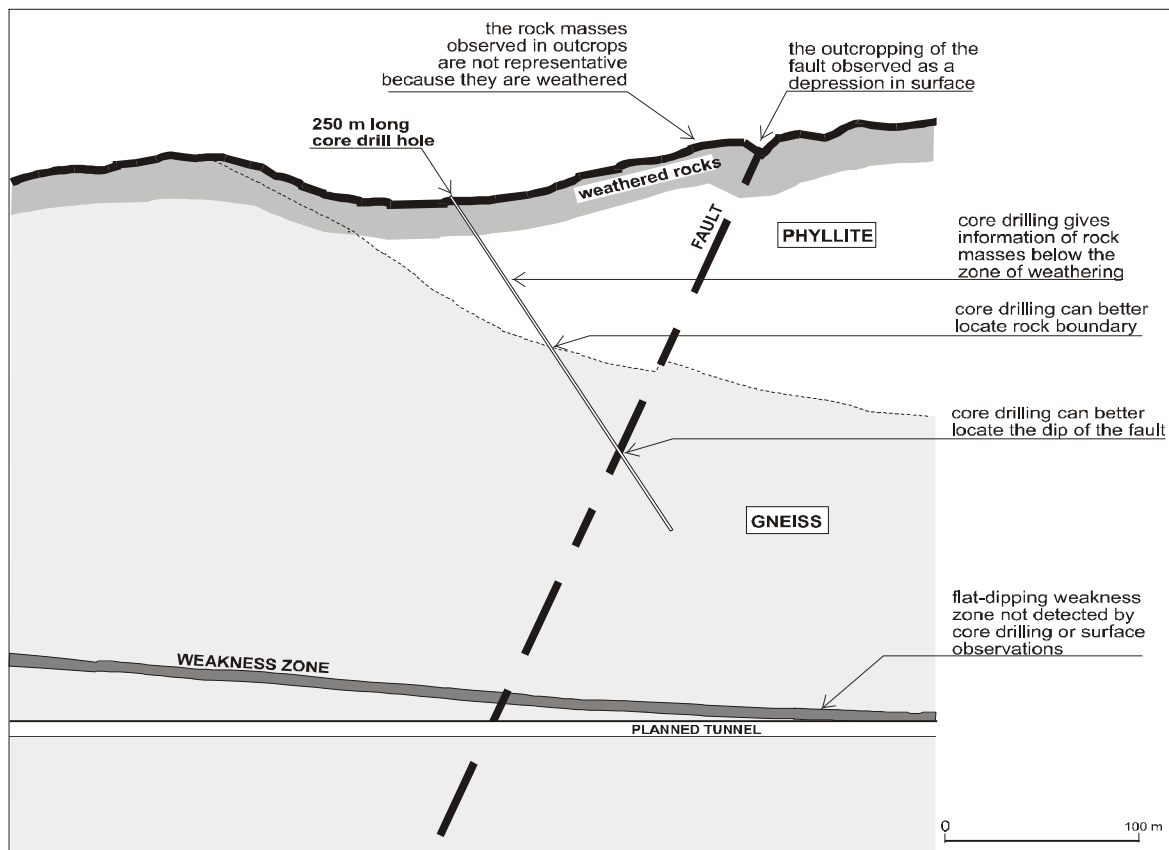 the rock masses
observed in outcrops
are not representative
because they are weathered
the outcropping of the
fault observed as a
depression in surface
250 m long
core drill hole
weathered rocks
FAULT
PHYLLITE
core drilling gives
information of rock
masses below the
zone of weathering
core drilling can better
locate rock boundary
core drilling can better
locate the dip of the fault
GNEISS
flat-dipping weakness
zone not detected by
core drilling or surface
observations
WEAKNESS ZONE
PLANNED TUNNEL
0 100 m